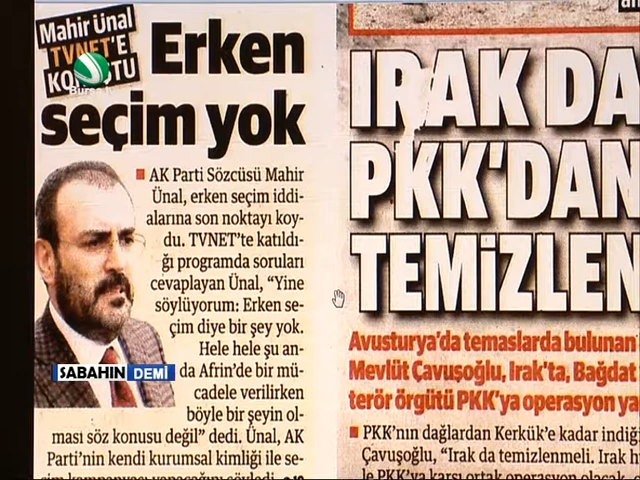 Mahir Ünal
TVNET'E
Bursa
Erken
seçim yok
AK Parti Sözcüsü Mahir
Ünal, erken seçim iddi-
alarına son noktayı koy-
du. TVNET'te katıldı-
ğı programda soruları
cevaplayan Ünal, “Yine
söylüyorum: Erken se-
çim diye bir şey yok.
Hele hele şu an-
da Afrin'de bir mü-
cadele verilirken
böyle bir şeyin ol-
ması söz konusu değil” dedi. Ünal, AK
Parti'nin kendi kurumsal kimliği ile se-
SABAHIN DEMİ
IRAK DA
PKK'DAN
TEMİZLEN
Avusturya'da temaslarda bulunan
Mevlüt Çavuşoğlu, Irak'ta, Bağdat
terör örgütü PKK'ya operasyon ya
PKK'nın dağlardan Kerkük'e kadar indiği
Çavuşoğlu, “Irak da temizlenmeli. Irak h
le PKK'ya karşı ortak operasyon olacak